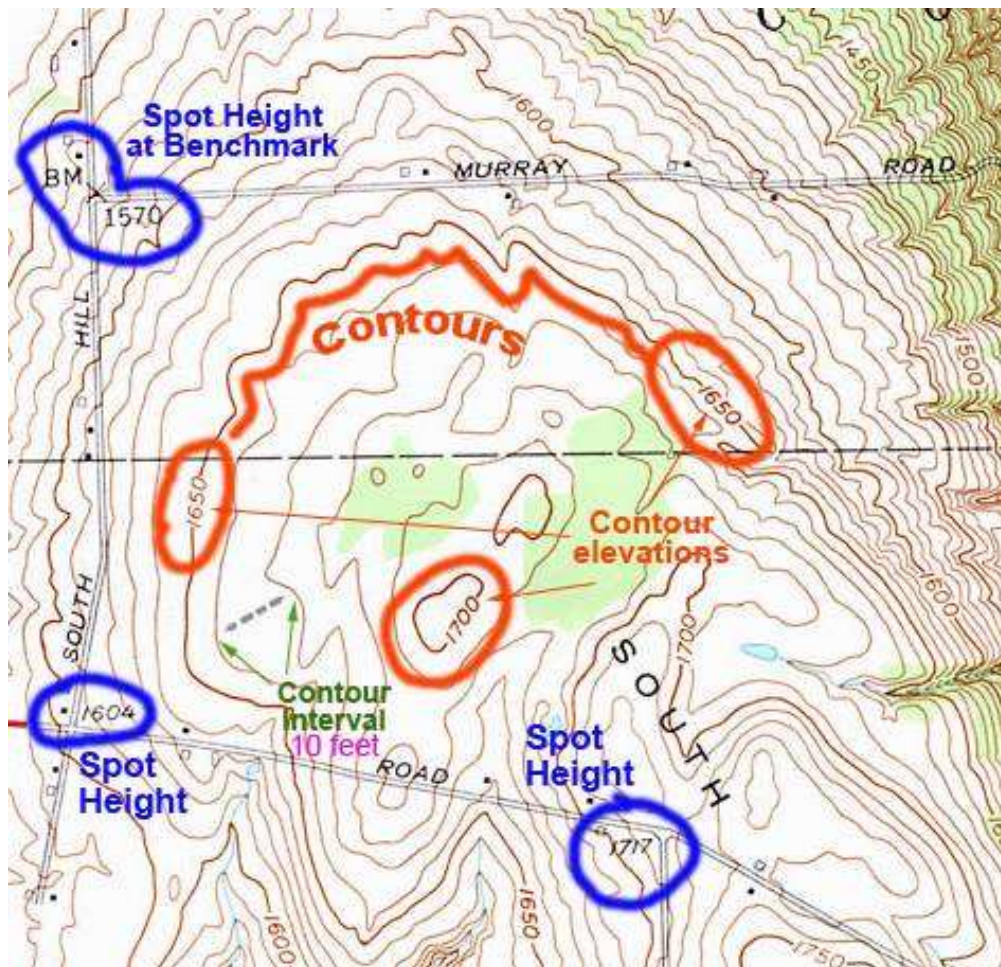 C
1450
1600
Spot Height
at Benchmark
BM
MURRAY
ROAD
1570
HILL
Contours
1650
1500
1650
Contour
elevations
1700
1600
1700
SOUTH
SOUTH
Contour
Interval
10 feet
1604
Spot
Height
ROAD
Spot
Height
1717
1650
1600
1750